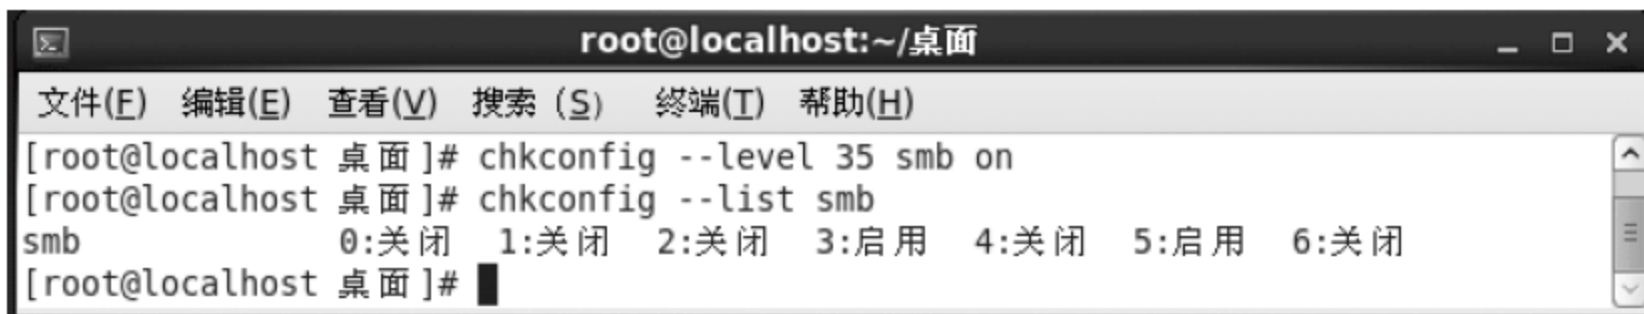 root@localhost:~/桌面
文件(F) 编辑(E) 查看(V) 搜索 (S) 终端(T) 帮助(H)
[root@localhost 桌面]# chkconfig --level 35 smb on
[root@localhost 桌面]# chkconfig --list smb
smb 0:关闭 1:关闭 2:关闭 3:启用 4:关闭 5:启用 6:关闭
[root@localhost 桌面]#